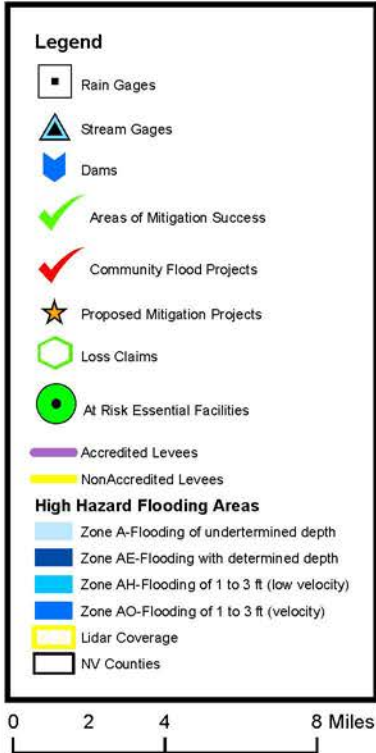 Legend
Rain Gages
Stream Gages
Dams
Areas of Mitigation Success
Community Flood Projects
Proposed Mitigation Projects
Loss Claims
At Risk Essential Facilities
Accredited Levees
NonAccredited Levees
High Hazard Flooding Areas
Zone A-Flooding of undertermined depth
Zone AE-Flooding with determined depth
Zone AH-Flooding of 1 to 3 ft (low velocity)
Zone AO-Flooding of 1 to 3 ft (velocity)
Lidar Coverage
NV Counties
0 2 4 8 Miles